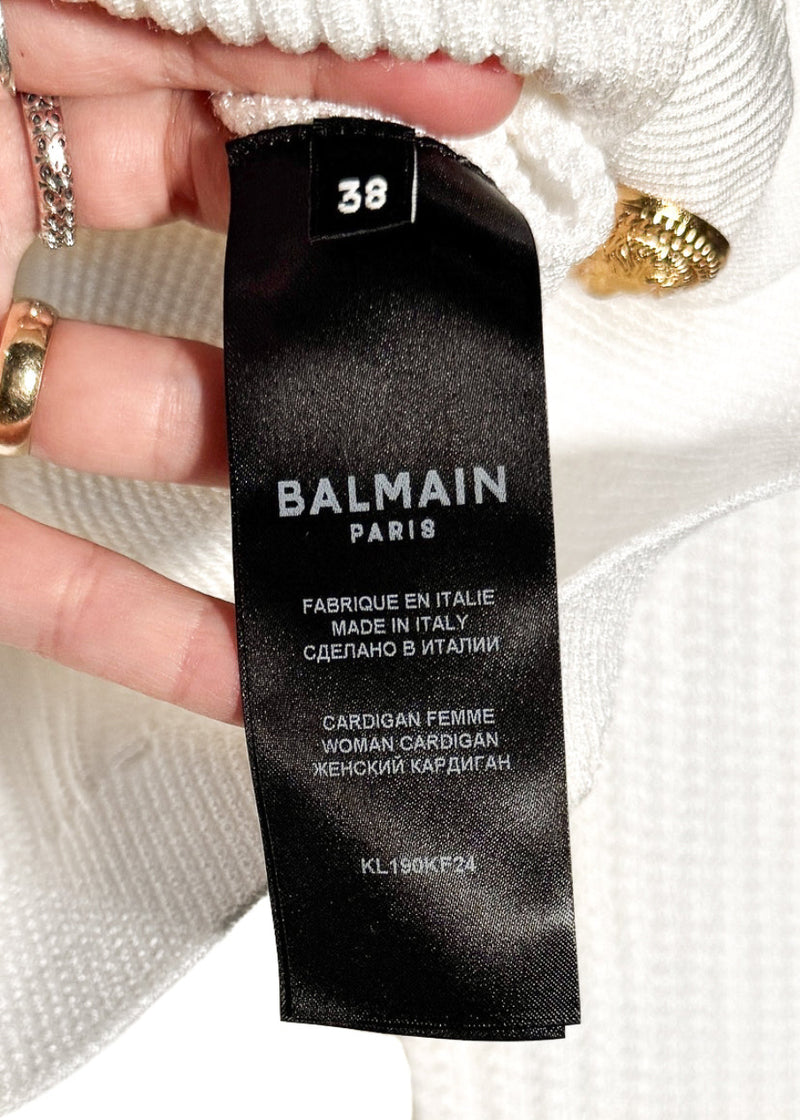 38
BALMAIN
PARIS
FABRIQUE EN ITALIE
MADE IN ITALY
СДЕЛАНО В ИТАЛИИ
CARDIGAN FEMME
WOMAN CARDIGAN
ЖЕНСКИЙ КАРДИГАН
KL190KF24